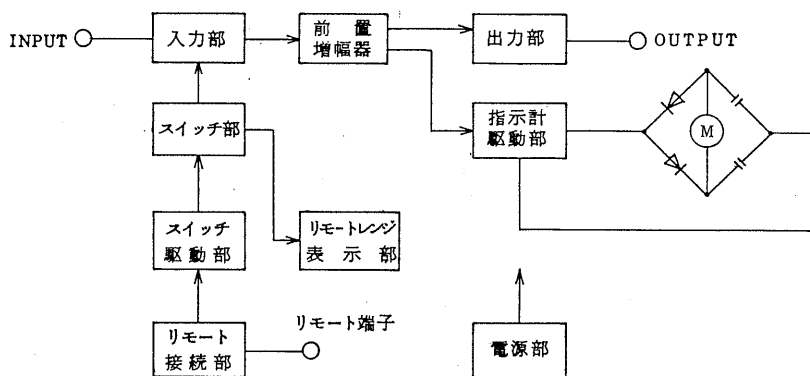 INPUT
入力部
前置
増幅器
出力部
OUTPUT
スイッチ部
指示計
駆動部
M
スイッチ
駆動部
リモートレンジ
表示部
リモート
接続部
リモート端子
電源部